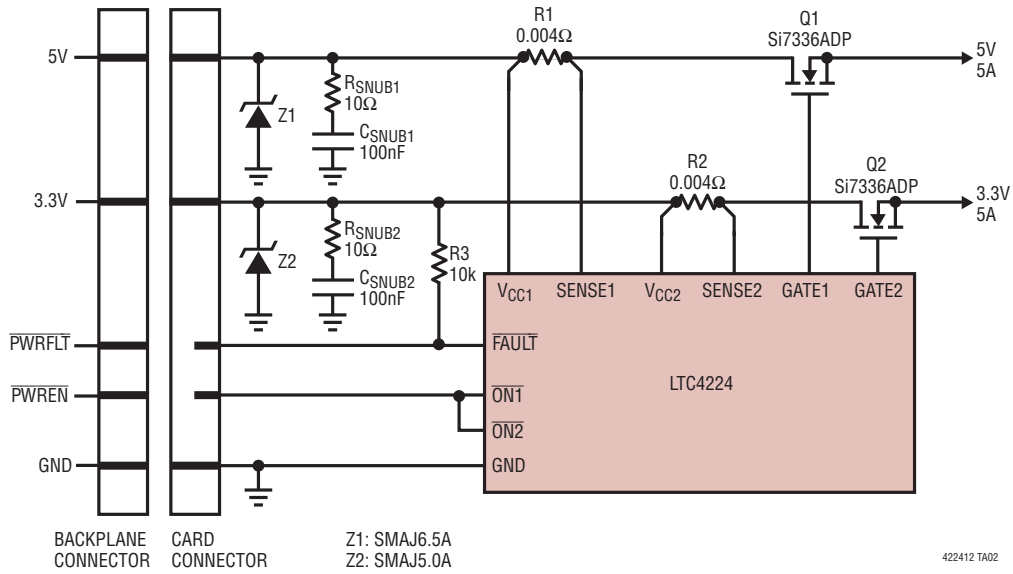 R1
0.004Ω
Q1
Si7336ADP
5V
5V
5A
RSNUB1
10Ω
Z1
CSNUB1
100nF
R2
0.004Ω
Q2
Si7336ADP
3.3V
3.3V
5A
RSNUB2
10Ω
Z2
R3
10k
CSNUB2
100nF
VCC1 SENSE1 VCC2 SENSE2 GATE1 GATE2
PWRFLT
FAULT
LTC4224
PWREN
ON1
ON2
GND
GND
BACKPLANE CONNECTOR
CARD CONNECTOR
Z1: SMAJ6.5A
Z2: SMAJ5.0A
422412 TA02